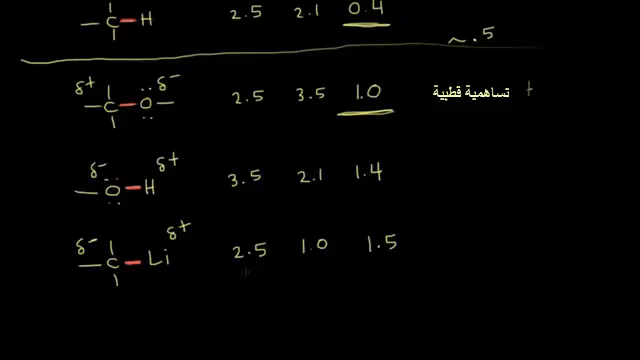 — C — H 2.5 2.1 0.4
~ .5
δ+ δ-
— C — O — 2.5 3.5 1.0 تساهمية قطبية
δ- δ+
— O — H 3.5 2.1 1.4
δ- δ+
— C — Li 2.5 1.0 1.5